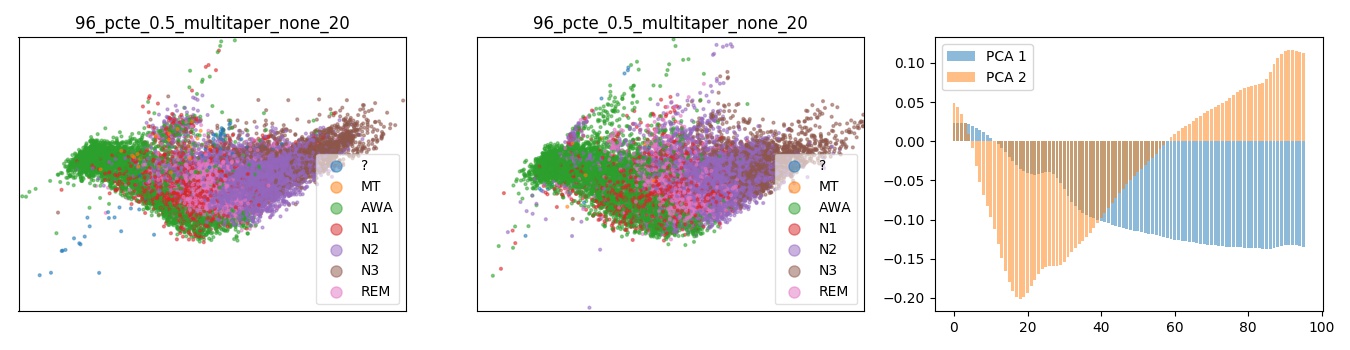 96_pcte_0.5_multitaper_none_20
?
MT
AWA
N1
N2
N3
REM
96_pcte_0.5_multitaper_none_20
?
MT
AWA
N1
N2
N3
REM
PCA 1
PCA 2
0.10
0.05
0.00
−0.05
−0.10
−0.15
−0.20
0
20
40
60
80
100